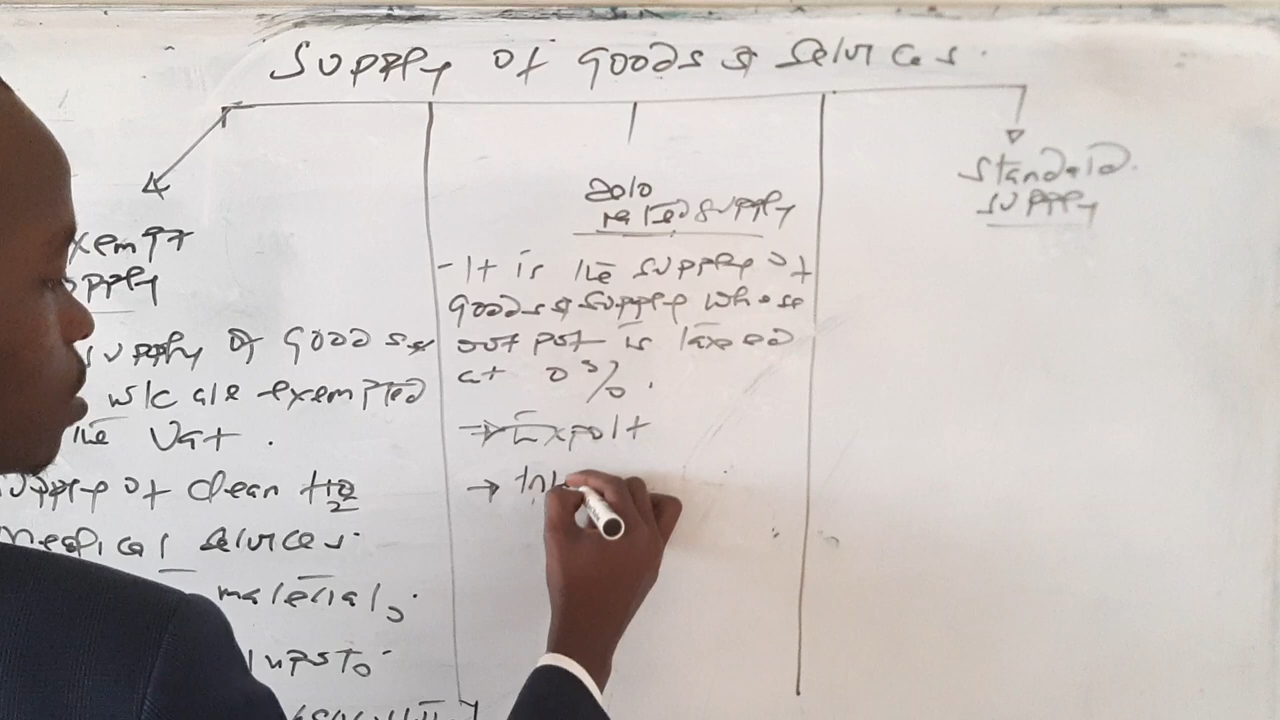 Supply of Goods & Services.
xempt
pply
supply of Goods &
w/c are exempted
the Vat.
supply of clean H2O
medical services.
materials.
Zero
rated supply
- It is the supply of
Goods & supply whose
out put is taxed
at 0%.
→ Export
→
Standard
supply